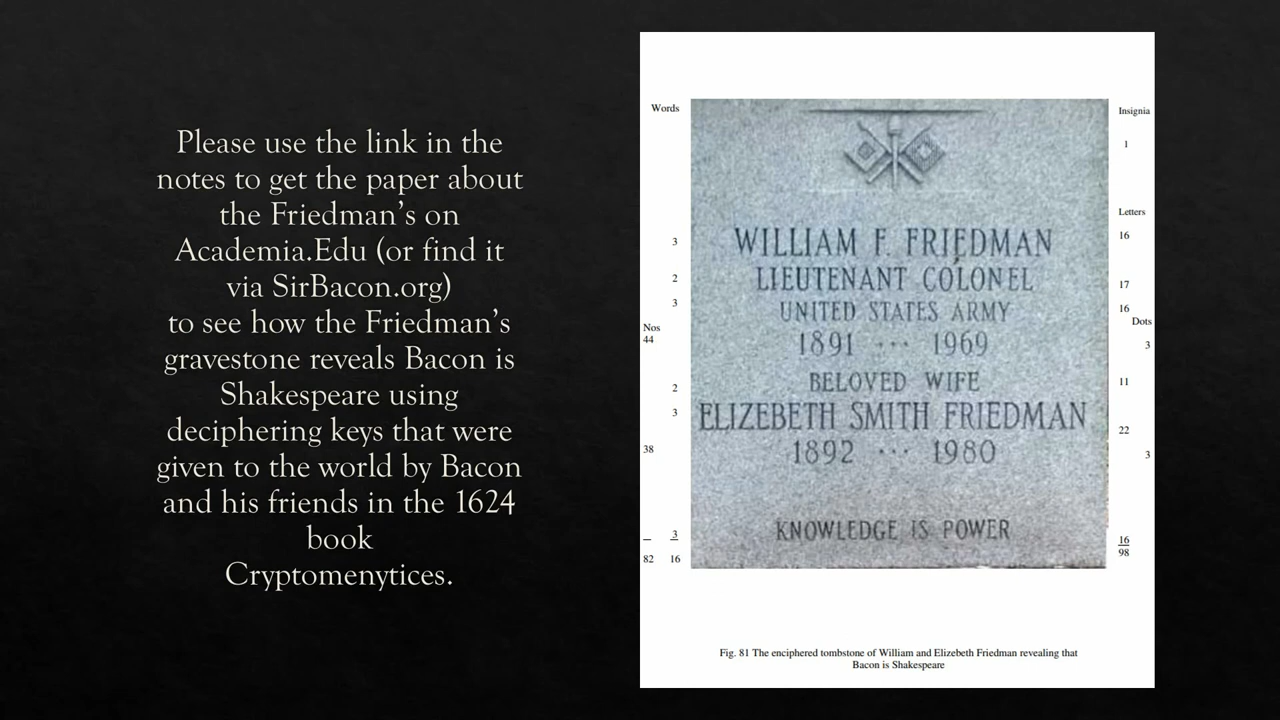 Please use the link in the
notes to get the paper about
the Friedman’s on
Academia.Edu (or find it
via SirBacon.org)
to see how the Friedman’s
gravestone reveals Bacon is
Shakespeare using
deciphering keys that were
given to the world by Bacon
and his friends in the 1624
book
Cryptomenytices.
Words
Insignia
1
Letters
3 WILLIAM F. FRIEDMAN 16
2 LIEUTENANT COLONEL 17
3 UNITED STATES ARMY 16
Nos
Dots
44 1891 ··· 1969 3
2 BELOVED WIFE 11
3 ELIZEBETH SMITH FRIEDMAN 22
38 1892 ··· 1980 3
3 KNOWLEDGE IS POWER 16
82 16 98
Fig. 81 The enciphered tombstone of William and Elizebeth Friedman revealing that
Bacon is Shakespeare